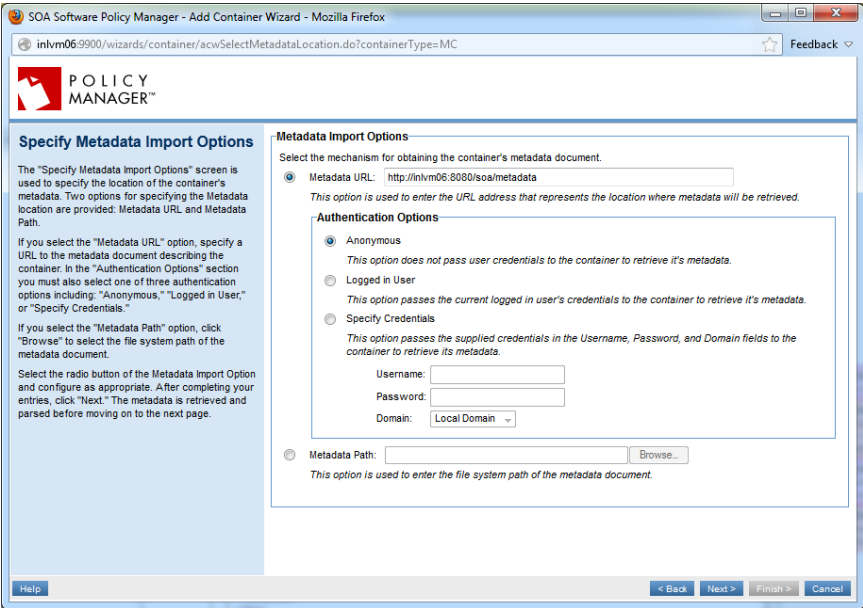 SOA Software Policy Manager - Add Container Wizard - Mozilla Firefox
inlvm06:9900/wizards/container/acwSelectMetadataLocation.do?containerType=MC
Feedback
POLICY
MANAGER™
Specify Metadata Import Options
The "Specify Metadata Import Options" screen is
used to specify the location of the container's
metadata. Two options for specifying the Metadata
location are provided: Metadata URL and Metadata
Path.
If you select the "Metadata URL" option, specify a
URL to the metadata document describing the
container. In the "Authentication Options" section
you must also select one of three authentication
options including: "Anonymous," "Logged in User,"
or "Specify Credentials."
If you select the "Metadata Path" option, click
"Browse" to select the file system path of the
metadata document.
Select the radio button of the Metadata Import Option
and configure as appropriate. After completing your
entries, click "Next." The metadata is retrieved and
parsed before moving on to the next page.
Metadata Import Options
Select the mechanism for obtaining the container's metadata document.
Metadata URL: http://inlvm06:8080/soa/metadata
This option is used to enter the URL address that represents the location where metadata will be retrieved.
Authentication Options
Anonymous
This option does not pass user credentials to the container to retrieve it's metadata.
Logged in User
This option passes the current logged in user's credentials to the container to retrieve it's metadata.
Specify Credentials
This option passes the supplied credentials in the Username, Password, and Domain fields to the
container to retrieve its metadata.
Username:
Password:
Domain: Local Domain
Metadata Path: Browse...
This option is used to enter the file system path of the metadata document.
Help
< Back Next > Finish > Cancel